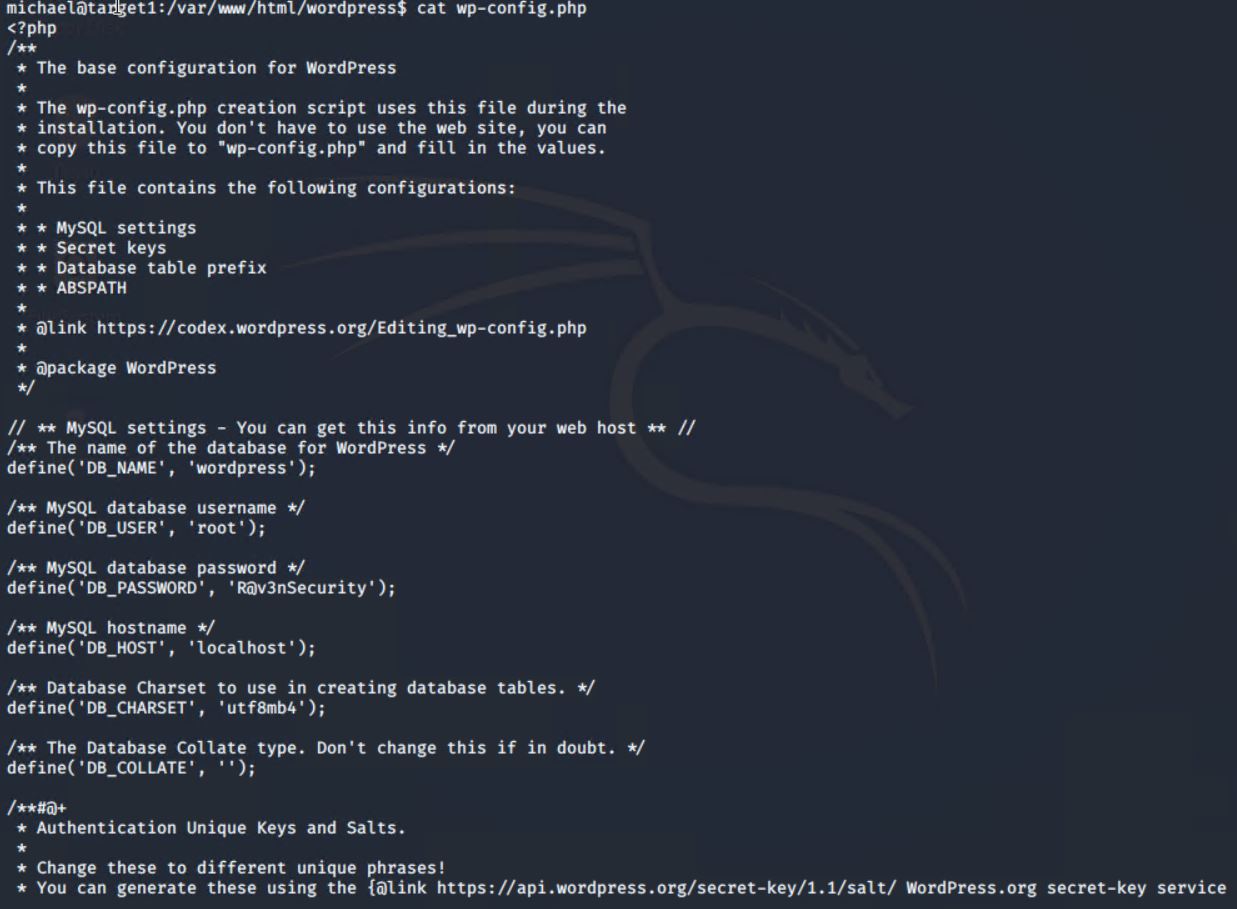 michael@target1:/var/www/html/wordpress$ cat wp-config.php
<?php
/**
 * The base configuration for WordPress
 *
 * The wp-config.php creation script uses this file during the
 * installation. You don't have to use the web site, you can
 * copy this file to "wp-config.php" and fill in the values.
 *
 * This file contains the following configurations:
 *
 * * MySQL settings
 * * Secret keys
 * * Database table prefix
 * * ABSPATH
 *
 * @link https://codex.wordpress.org/Editing_wp-config.php
 *
 * @package WordPress
 */

// ** MySQL settings - You can get this info from your web host ** //
/** The name of the database for WordPress */
define('DB_NAME', 'wordpress');

/** MySQL database username */
define('DB_USER', 'root');

/** MySQL database password */
define('DB_PASSWORD', 'R@v3nSecurity');

/** MySQL hostname */
define('DB_HOST', 'localhost');

/** Database Charset to use in creating database tables. */
define('DB_CHARSET', 'utf8mb4');

/** The Database Collate type. Don't change this if in doubt. */
define('DB_COLLATE', '');

/**#@+
 * Authentication Unique Keys and Salts.
 *
 * Change these to different unique phrases!
 * You can generate these using the {@link https://api.wordpress.org/secret-key/1.1/salt/ WordPress.org secret-key service